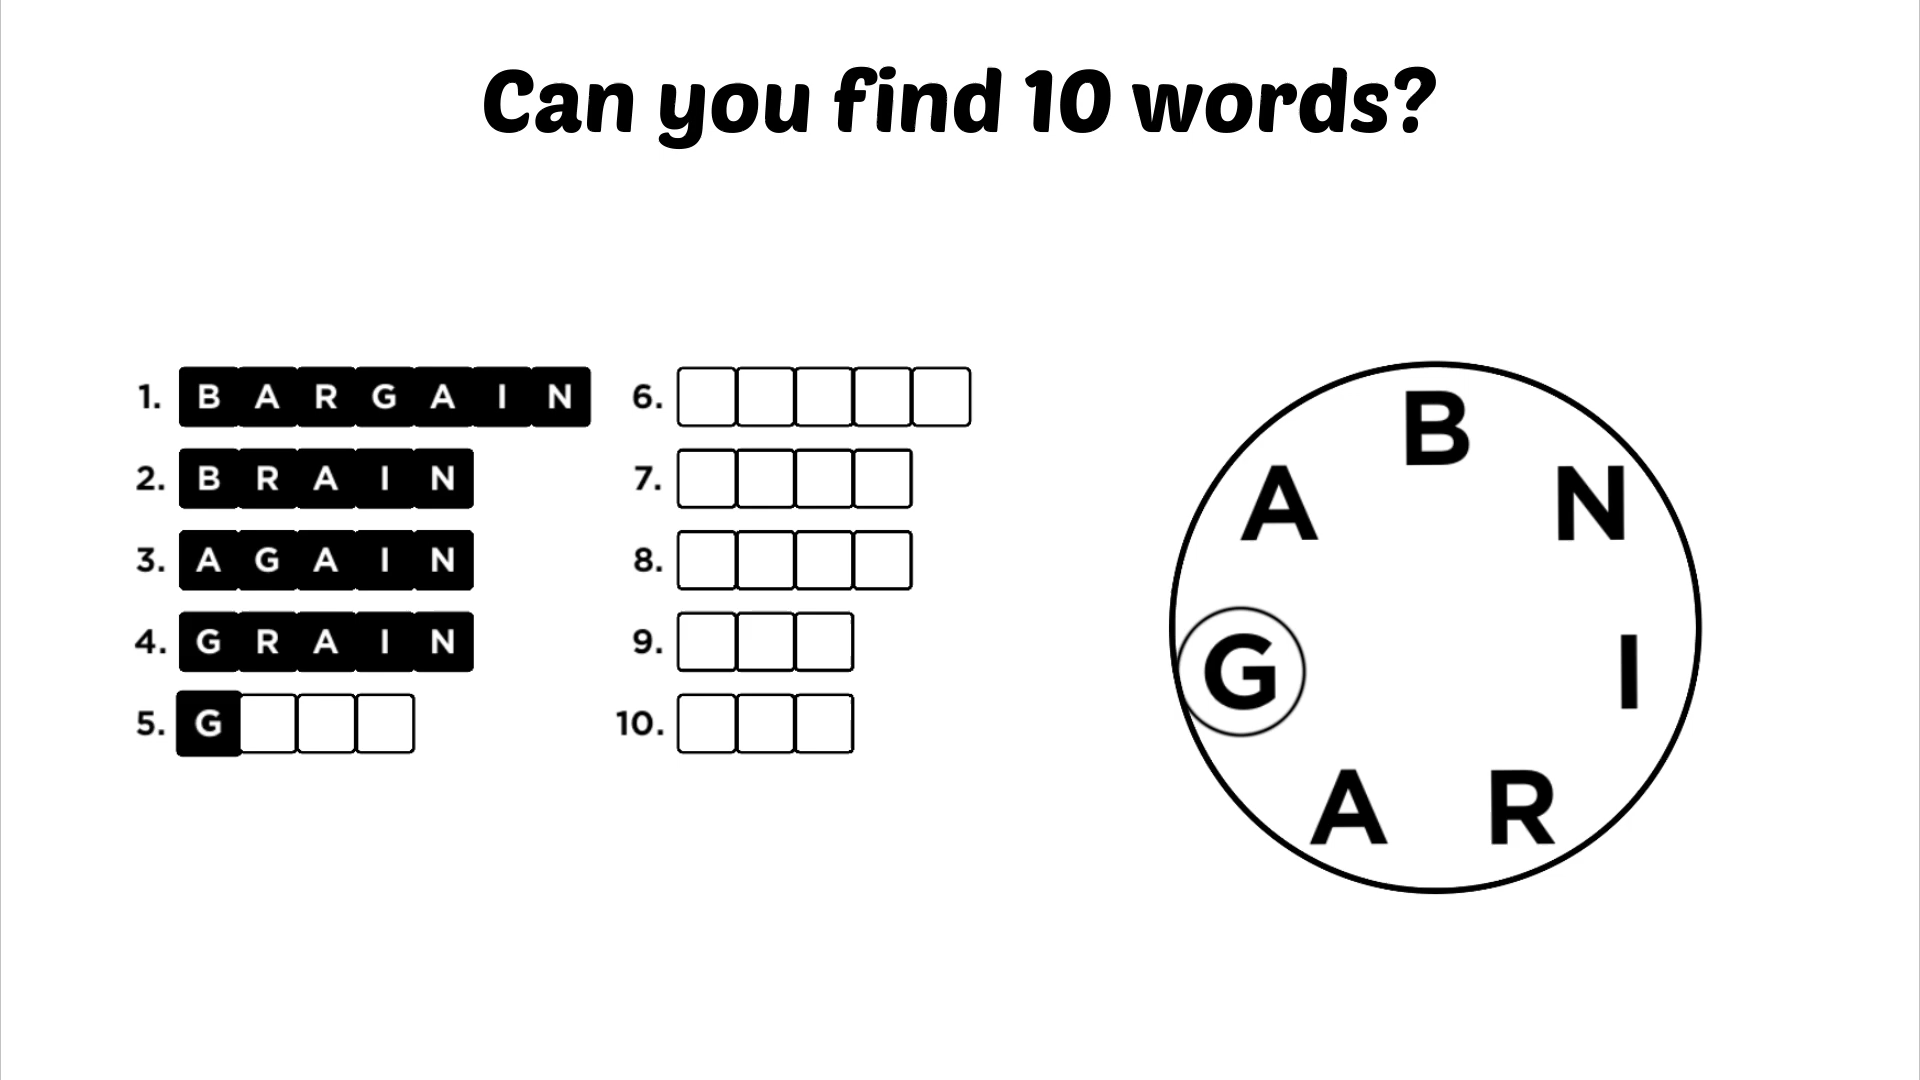 Can you find 10 words?
1. BARGAIN
2. BRAIN
3. AGAIN
4. GRAIN
5. G
6.
7.
8.
9.
10.
B
A N
G I
A R